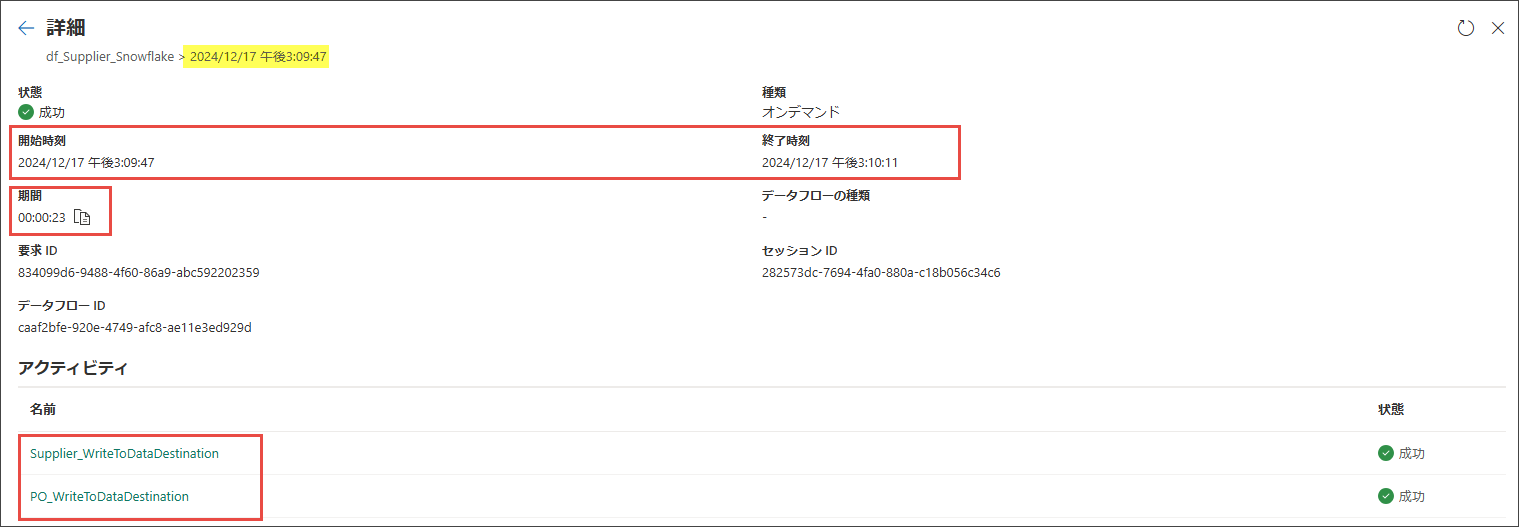 詳細
df_Supplier_Snowflake > 2024/12/17 午後3:09:47
状態
成功
種類
オンデマンド
開始時刻
2024/12/17 午後3:09:47
終了時刻
2024/12/17 午後3:10:11
期間
00:00:23
データフローの種類
-
要求 ID
834099d6-9488-4f60-86a9-abc592202359
セッション ID
282573dc-7694-4fa0-880a-c18b056c34c6
データフロー ID
caaf2bfe-920e-4749-afc8-ae11e3ed929d
アクティビティ
名前 状態
Supplier_WriteToDataDestination 成功
PO_WriteToDataDestination 成功